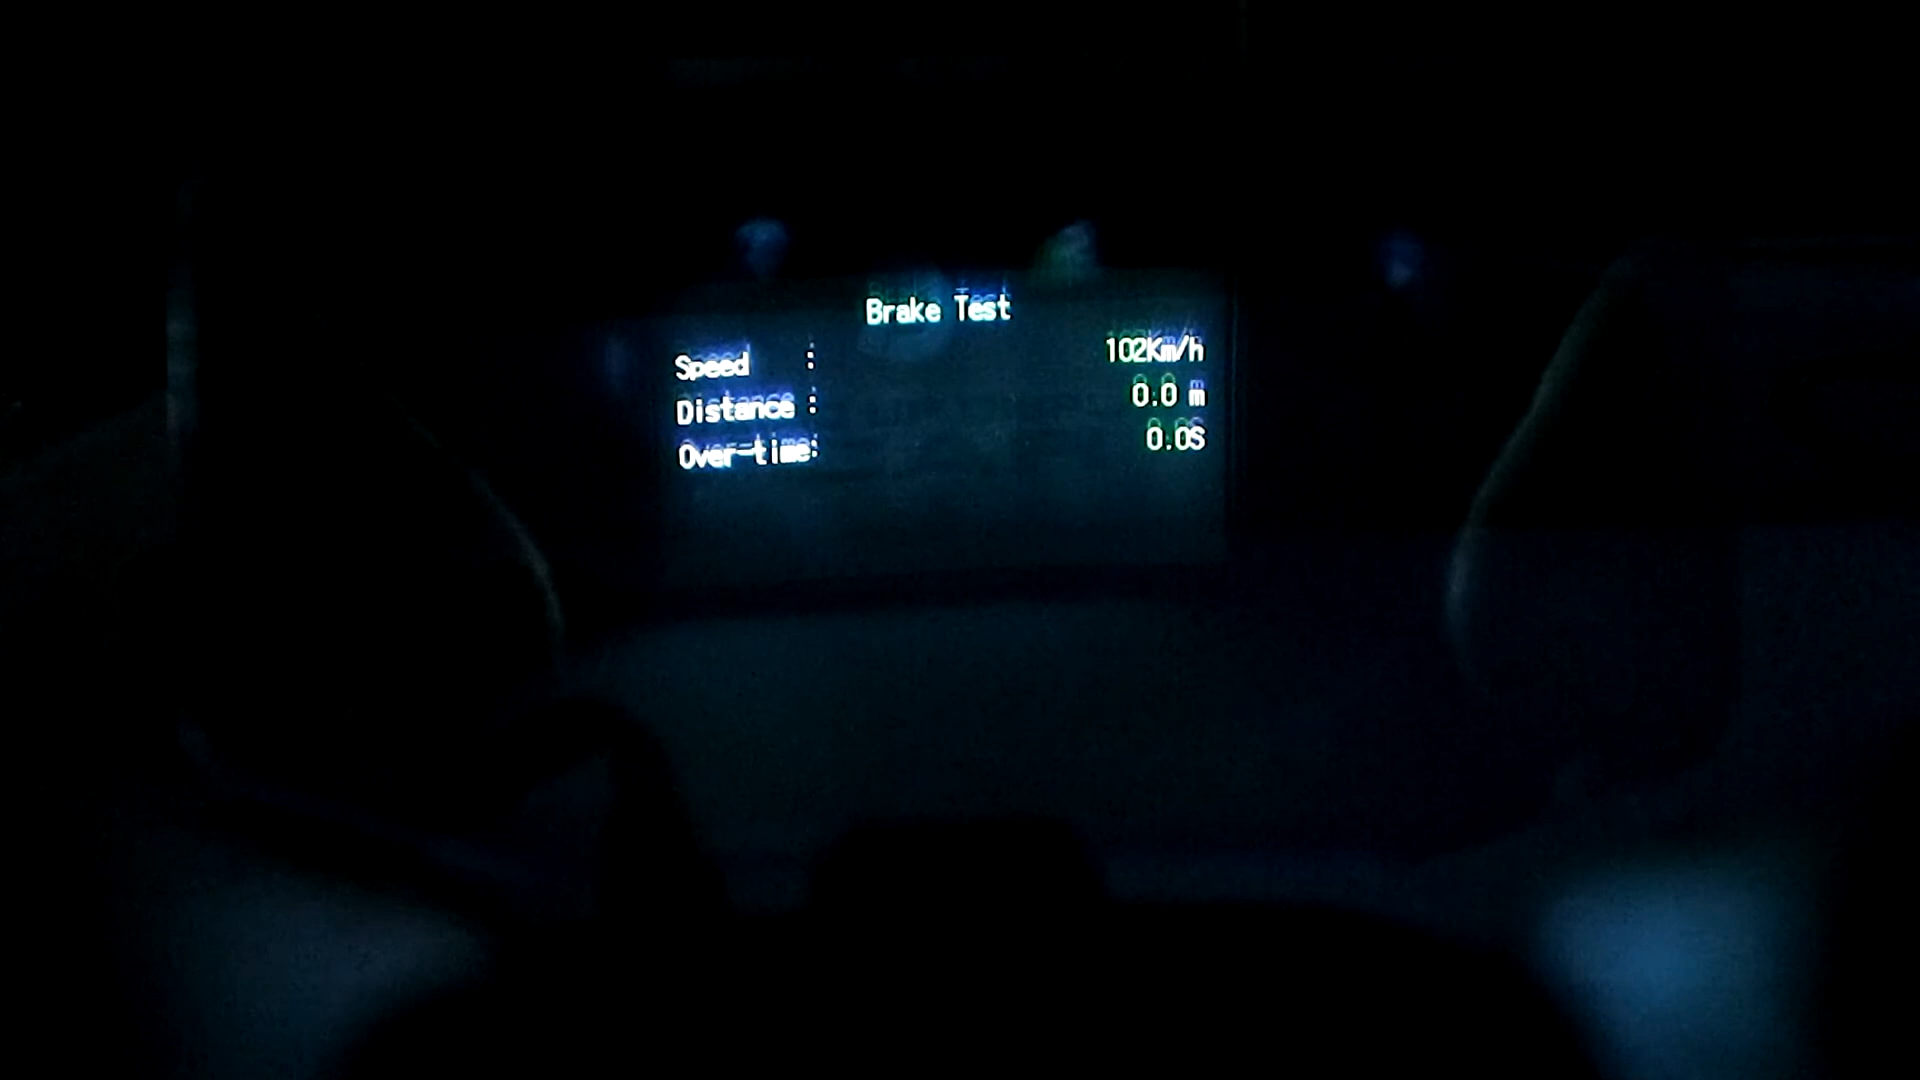 Brake Test
Speed : 102Km/h
Distance : 0.0 m
Over-time: 0.0S